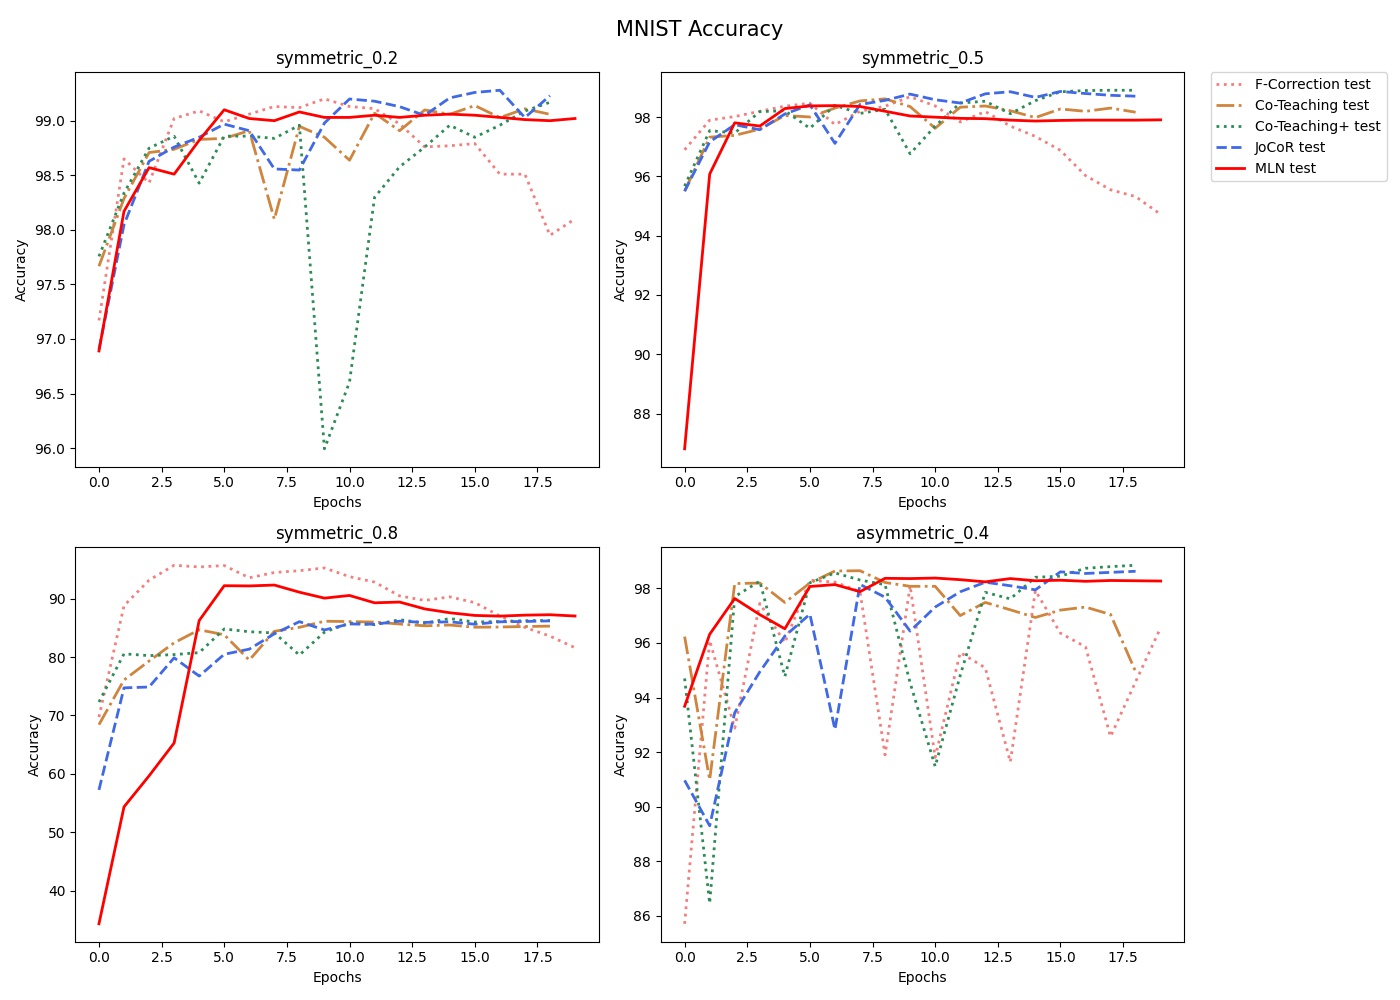 MNIST Accuracy
symmetric_0.2
Accuracy
99.0
98.5
98.0
97.5
97.0
96.5
96.0
0.0 2.5 5.0 7.5 10.0 12.5 15.0 17.5
Epochs
symmetric_0.5
Accuracy
98
96
94
92
90
88
0.0 2.5 5.0 7.5 10.0 12.5 15.0 17.5
Epochs
F-Correction test
Co-Teaching test
Co-Teaching+ test
JoCoR test
MLN test
symmetric_0.8
Accuracy
90
80
70
60
50
40
0.0 2.5 5.0 7.5 10.0 12.5 15.0 17.5
Epochs
asymmetric_0.4
Accuracy
98
96
94
92
90
88
86
0.0 2.5 5.0 7.5 10.0 12.5 15.0 17.5
Epochs